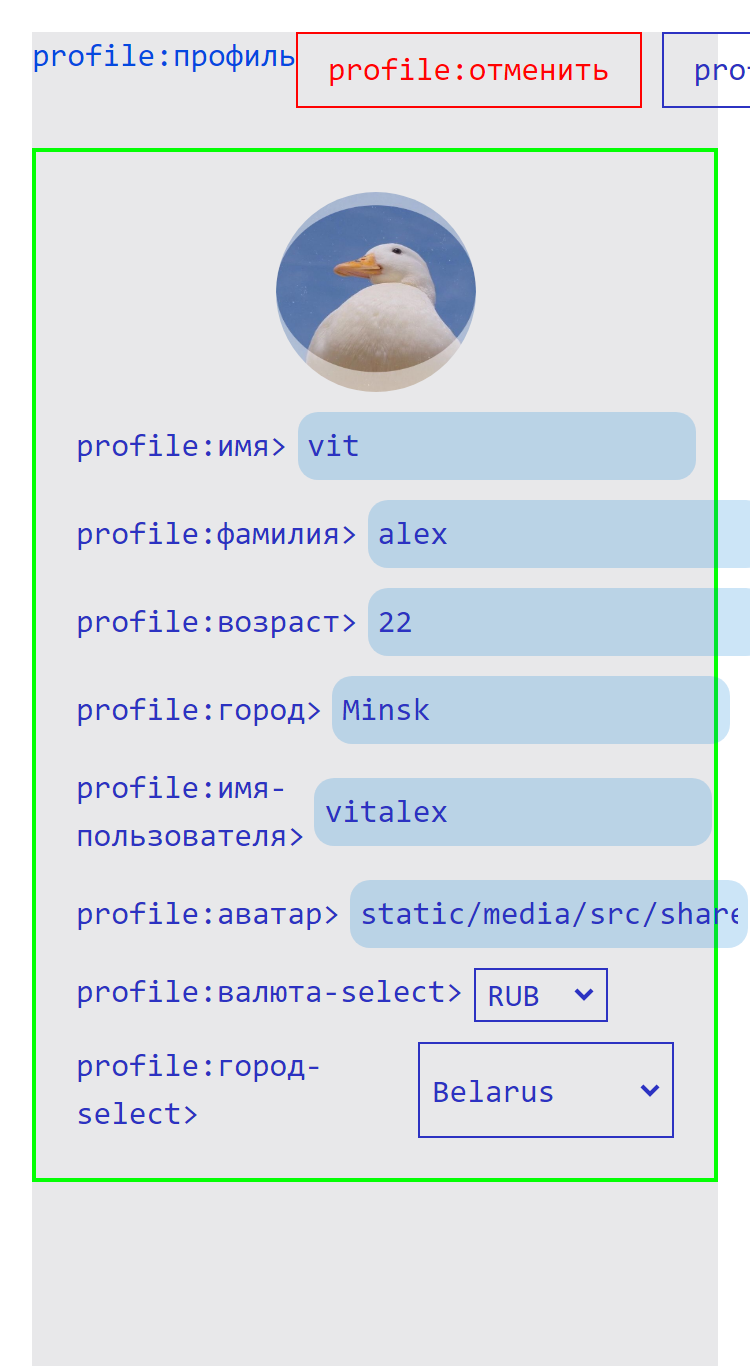 profile:профиль profile:отменить prof
profile:имя> vit
profile:фамилия> alex
profile:возраст> 22
profile:город> Minsk
profile:имя-
пользователя> vitalex
profile:аватар> static/media/src/share
profile:валюта-select> RUB
profile:город-
select> Belarus